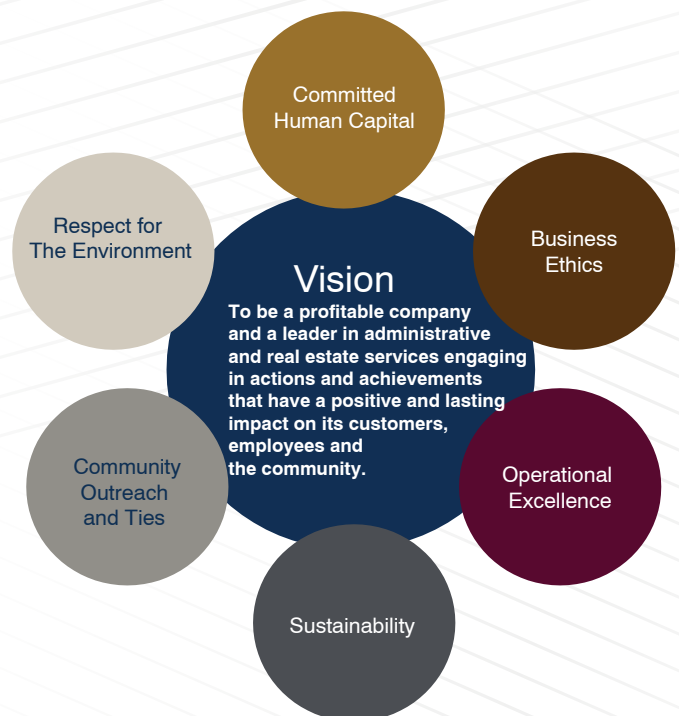 Committed
Human Capital
Respect for
The Environment
Business
Ethics
Vision
To be a profitable company
and a leader in administrative
and real estate services engaging
in actions and achievements
that have a positive and lasting
impact on its customers,
employees and
the community.
Community
Outreach
and Ties
Operational
Excellence
Sustainability